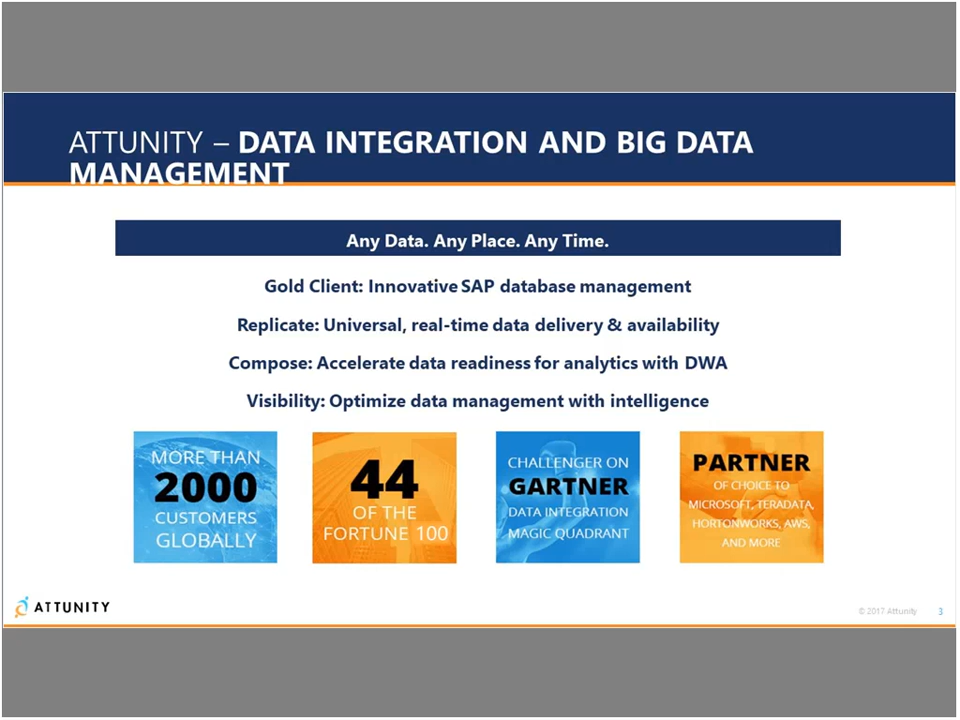 ATTUNITY – DATA INTEGRATION AND BIG DATA
MANAGEMENT
Any Data. Any Place. Any Time.
Gold Client: Innovative SAP database management
Replicate: Universal, real-time data delivery & availability
Compose: Accelerate data readiness for analytics with DWA
Visibility: Optimize data management with intelligence
MORE THAN
2000
CUSTOMERS
GLOBALLY
44
OF THE
FORTUNE 100
CHALLENGER ON
GARTNER
DATA INTEGRATION
MAGIC QUADRANT
PARTNER
OF CHOICE TO
MICROSOFT, TERADATA,
HORTONWORKS, AWS,
AND MORE
ATTUNITY
© 2017 Attunity
3